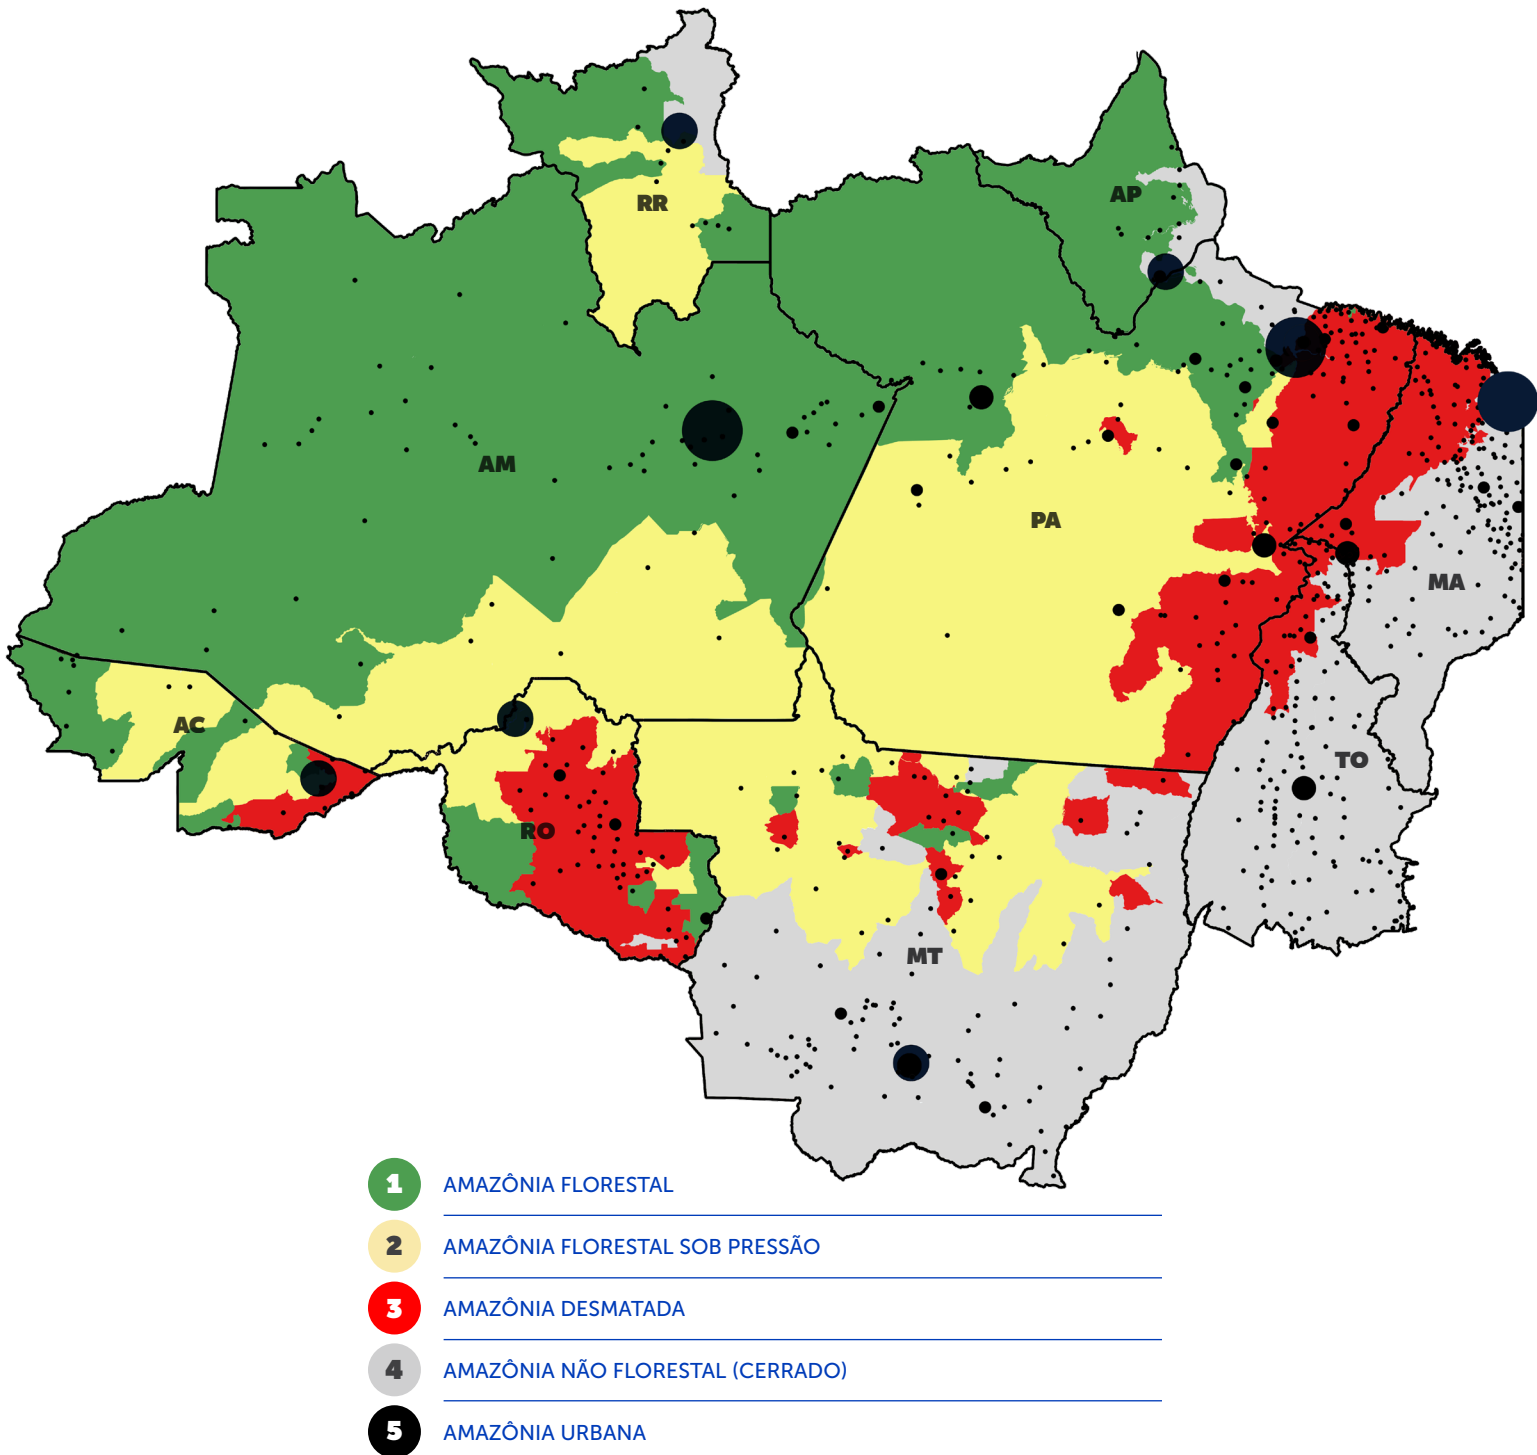 RR
AP
AM
PA
MA
AC
TO
RO
MT
1 AMAZÔNIA FLORESTAL
2 AMAZÔNIA FLORESTAL SOB PRESSÃO
3 AMAZÔNIA DESMATADA
4 AMAZÔNIA NÃO FLORESTAL (CERRADO)
5 AMAZÔNIA URBANA